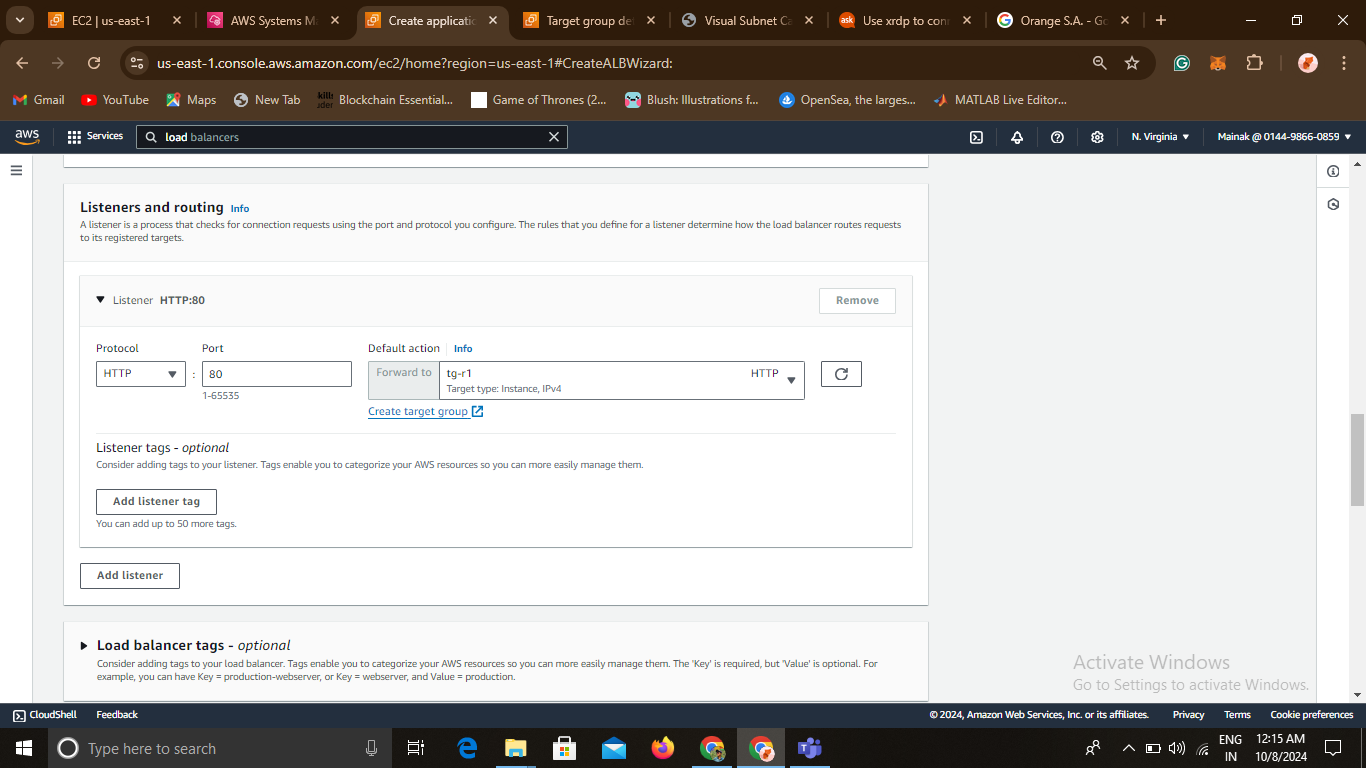 EC2 | us-east-1
AWS Systems M
Create applicatio
Target group de
Visual Subnet Ca
ask
Use xrdp to conn
Orange S.A. - Go
us-east-1.console.aws.amazon.com/ec2/home?region=us-east-1#CreateALBWizard:
Gmail
YouTube
Maps
New Tab
Blockchain Essential...
Game of Thrones (2...
Blush: Illustrations f...
OpenSea, the larges...
MATLAB Live Editor...
aws
Services
load balancers
N. Virginia
Mainak @ 0144-9866-0859
Listeners and routing Info
A listener is a process that checks for connection requests using the port and protocol you configure. The rules that you define for a listener determine how the load balancer routes requests
to its registered targets.
Listener HTTP:80
Remove
Protocol
Port
Default action
Info
HTTP
:
80
1-65535
Forward to
tg-r1
HTTP
Target type: Instance, IPv4
Create target group
Listener tags - optional
Consider adding tags to your listener. Tags enable you to categorize your AWS resources so you can more easily manage them.
Add listener tag
You can add up to 50 more tags.
Add listener
Load balancer tags - optional
Consider adding tags to your load balancer. Tags enable you to categorize your AWS resources so you can more easily manage them. The 'Key' is required, but 'Value' is optional. For
example, you can have Key = production-webserver, or Key = webserver, and Value = production.
Activate Windows
Go to Settings to activate Windows.
CloudShell
Feedback
© 2024, Amazon Web Services, Inc. or its affiliates.
Privacy
Terms
Cookie preferences
Type here to search
ENG
IN
12:15 AM
10/8/2024